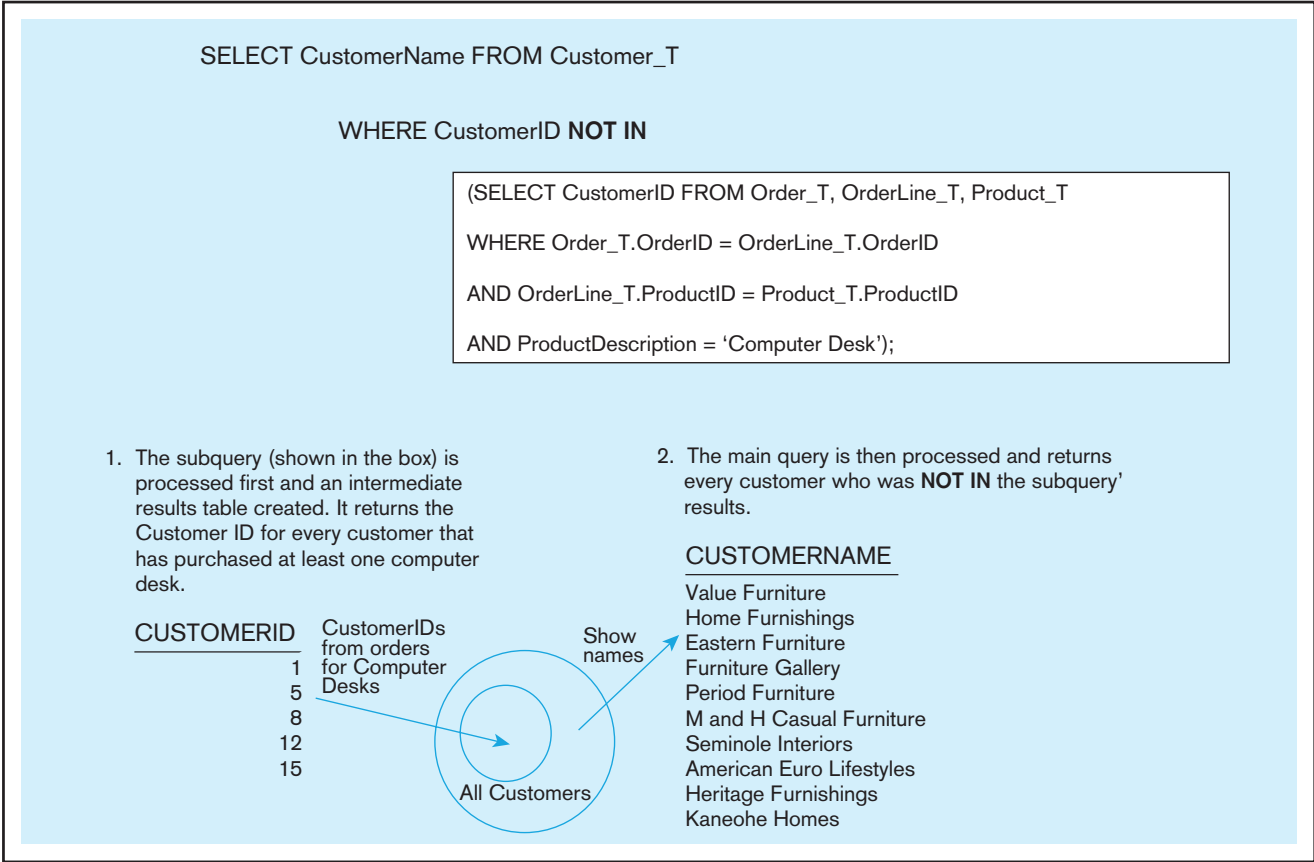 SELECT CustomerName FROM Customer_T
WHERE CustomerID NOT IN
(SELECT CustomerID FROM Order_T, OrderLine_T, Product_T
WHERE Order_T.OrderID = OrderLine_T.OrderID
AND OrderLine_T.ProductID = Product_T.ProductID
AND ProductDescription = ‘Computer Desk’);
1. The subquery (shown in the box) is
processed first and an intermediate
results table created. It returns the
Customer ID for every customer that
has purchased at least one computer
desk.
CUSTOMERID
1
5
8
12
15
CustomerIDs
from orders
for Computer
Desks
All Customers
Show
names
2. The main query is then processed and returns
every customer who was NOT IN the subquery’
results.
CUSTOMERNAME
Value Furniture
Home Furnishings
Eastern Furniture
Furniture Gallery
Period Furniture
M and H Casual Furniture
Seminole Interiors
American Euro Lifestyles
Heritage Furnishings
Kaneohe Homes